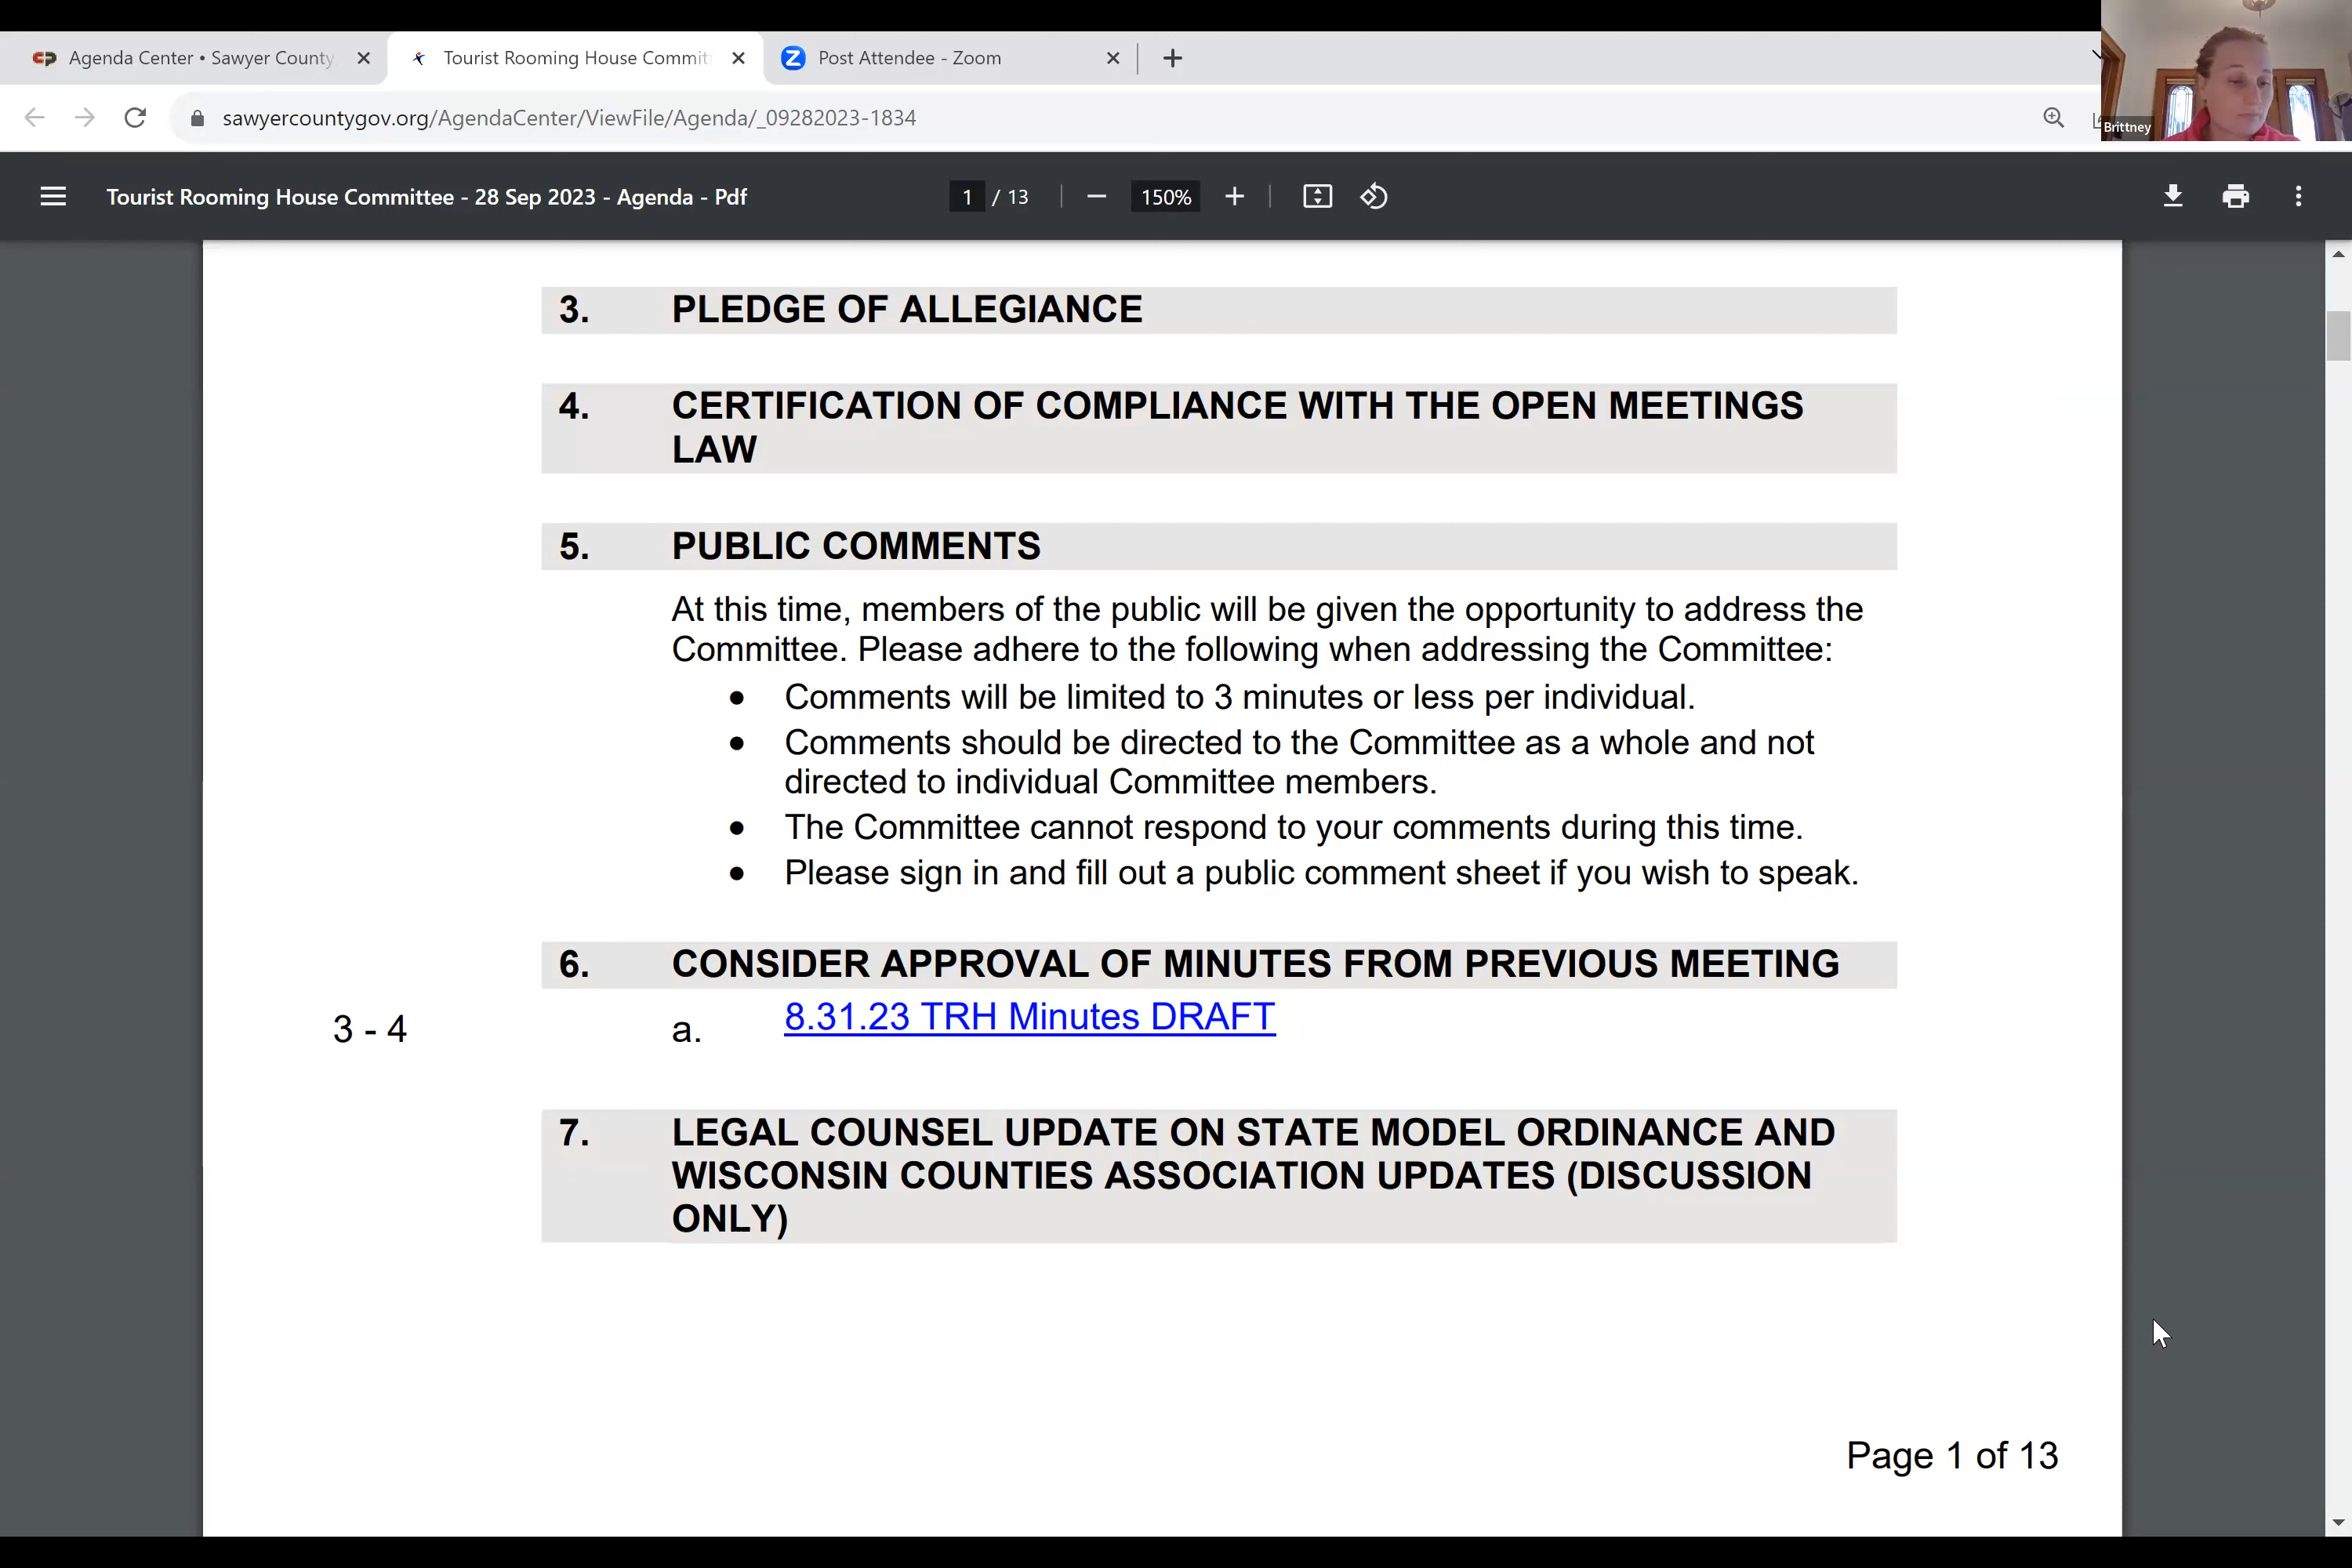 Agenda Center • Sawyer County
Tourist Rooming House Commit
Post Attendee - Zoom
sawyercountygov.org/AgendaCenter/ViewFile/Agenda/_09282023-1834
Brittney
Tourist Rooming House Committee - 28 Sep 2023 - Agenda - Pdf
1 / 13
150%
3. PLEDGE OF ALLEGIANCE
4. CERTIFICATION OF COMPLIANCE WITH THE OPEN MEETINGS
LAW
5. PUBLIC COMMENTS
At this time, members of the public will be given the opportunity to address the
Committee. Please adhere to the following when addressing the Committee:
● Comments will be limited to 3 minutes or less per individual.
● Comments should be directed to the Committee as a whole and not
directed to individual Committee members.
● The Committee cannot respond to your comments during this time.
● Please sign in and fill out a public comment sheet if you wish to speak.
6. CONSIDER APPROVAL OF MINUTES FROM PREVIOUS MEETING
3 - 4 a. 8.31.23 TRH Minutes DRAFT
7. LEGAL COUNSEL UPDATE ON STATE MODEL ORDINANCE AND
WISCONSIN COUNTIES ASSOCIATION UPDATES (DISCUSSION
ONLY)
Page 1 of 13